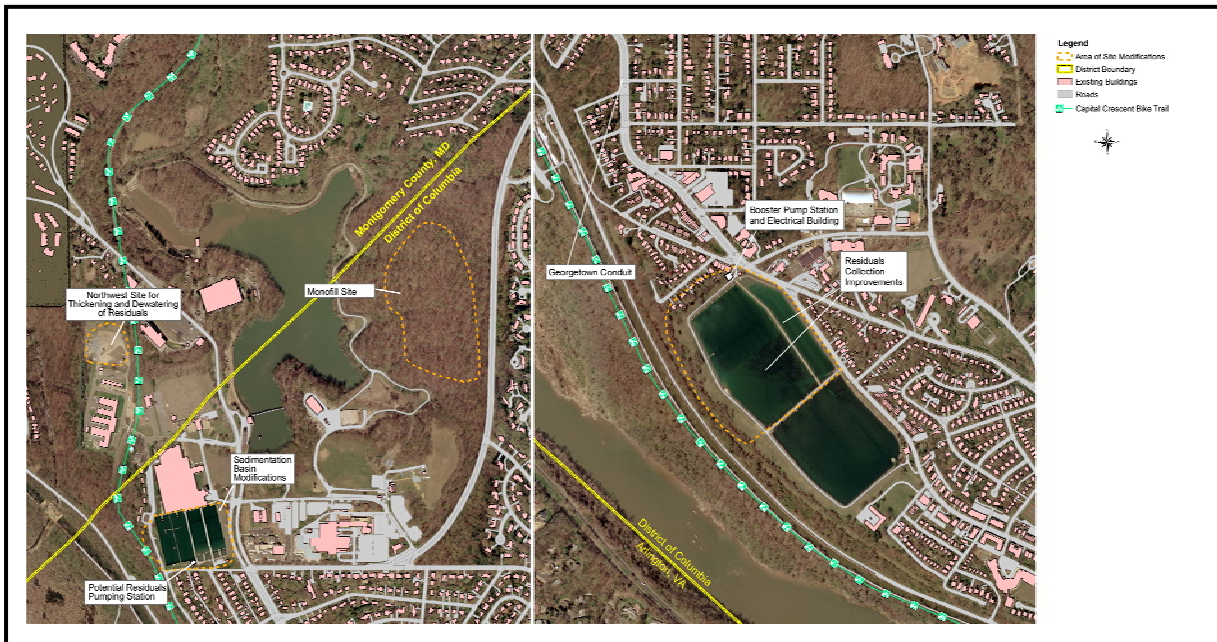 Legend
Area of Site Modifications
District Boundary
Existing Buildings
Roads
Capital Crescent Bike Trail
Montgomery County, MD
District of Columbia
Monofill Site
Northwest Site for
Thickening and Dewatering
of Residuals
Sedimentation
Basin
Modifications
Potential Residuals
Pumping Station
Booster Pump Station
and Electrical Building
Georgetown Conduit
Residuals
Collection
Improvements
District of Columbia
Arlington, VA